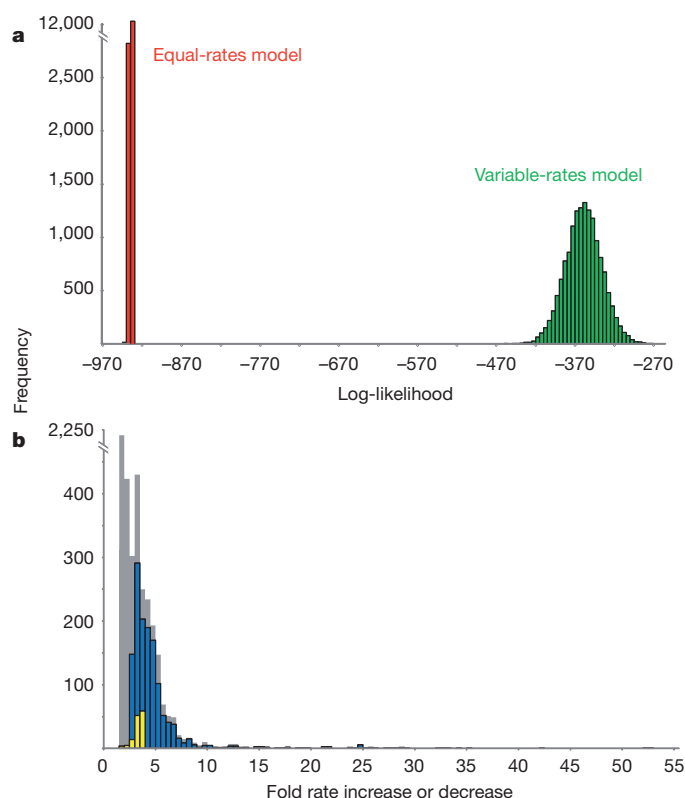 a
12,000
2,500
2,000
1,500
1,000
500
Equal-rates model
Variable-rates model
−970 −870 −770 −670 −570 −470 −370 −270
Log-likelihood
Frequency
b
2,250
400
300
200
100
0
0 5 10 15 20 25 30 35 40 45 50 55
Fold rate increase or decrease